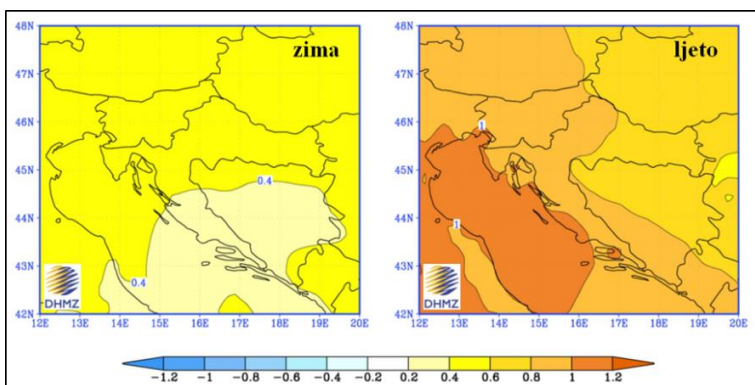 zima
ljeto
48N
47N
46N
45N
44N
43N
42N
12E 13E 14E 15E 16E 17E 18E 19E 20E
0.4
0.4
DHMZ
48N
47N
46N
45N
44N
43N
42N
12E 13E 14E 15E 16E 17E 18E 19E 20E
1
1
DHMZ
-1.2 -1 -0.8 -0.6 -0.4 -0.2 0.2 0.4 0.6 0.8 1 1.2